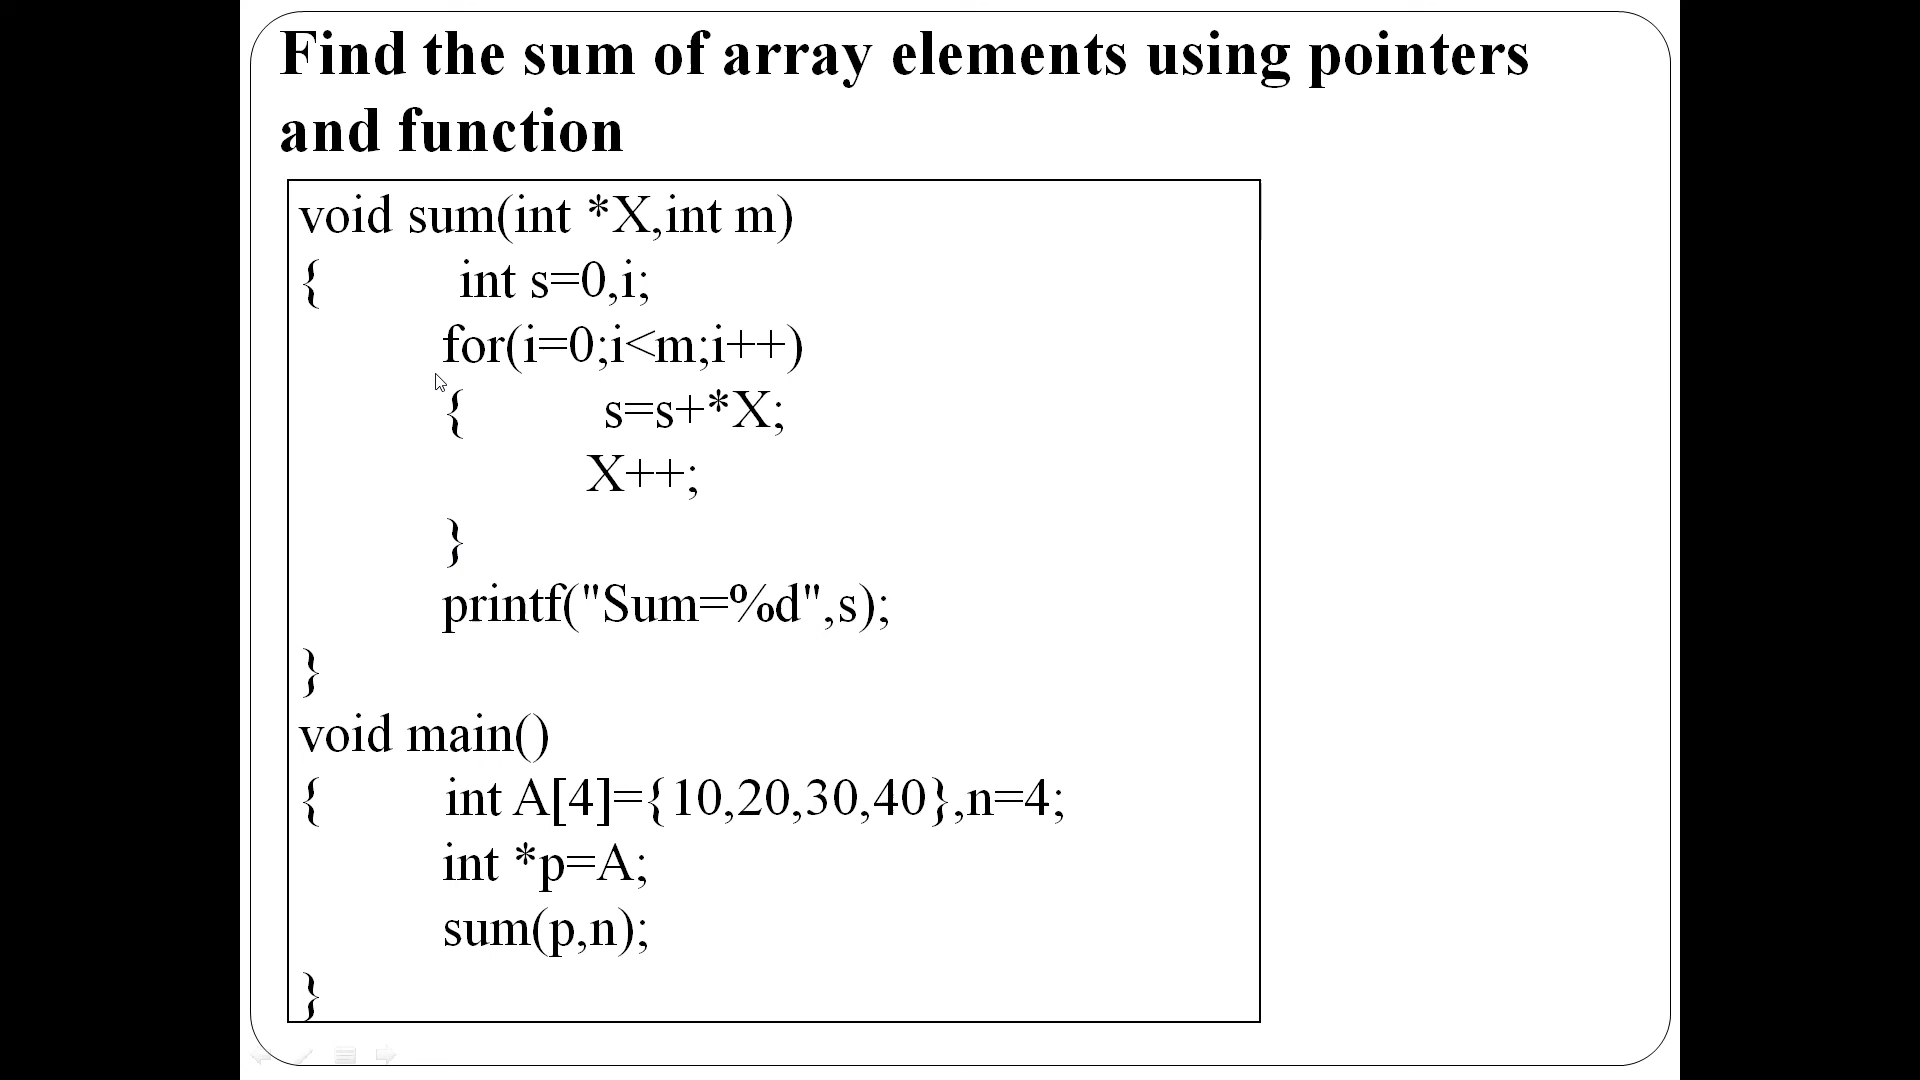 Find the sum of array elements using pointers
and function
void sum(int *X,int m)
{ int s=0,i;
for(i=0;i<m;i++)
{ s=s+*X;
X++;
}
printf("Sum=%d",s);
}
void main()
{ int A[4]={10,20,30,40},n=4;
int *p=A;
sum(p,n);
}